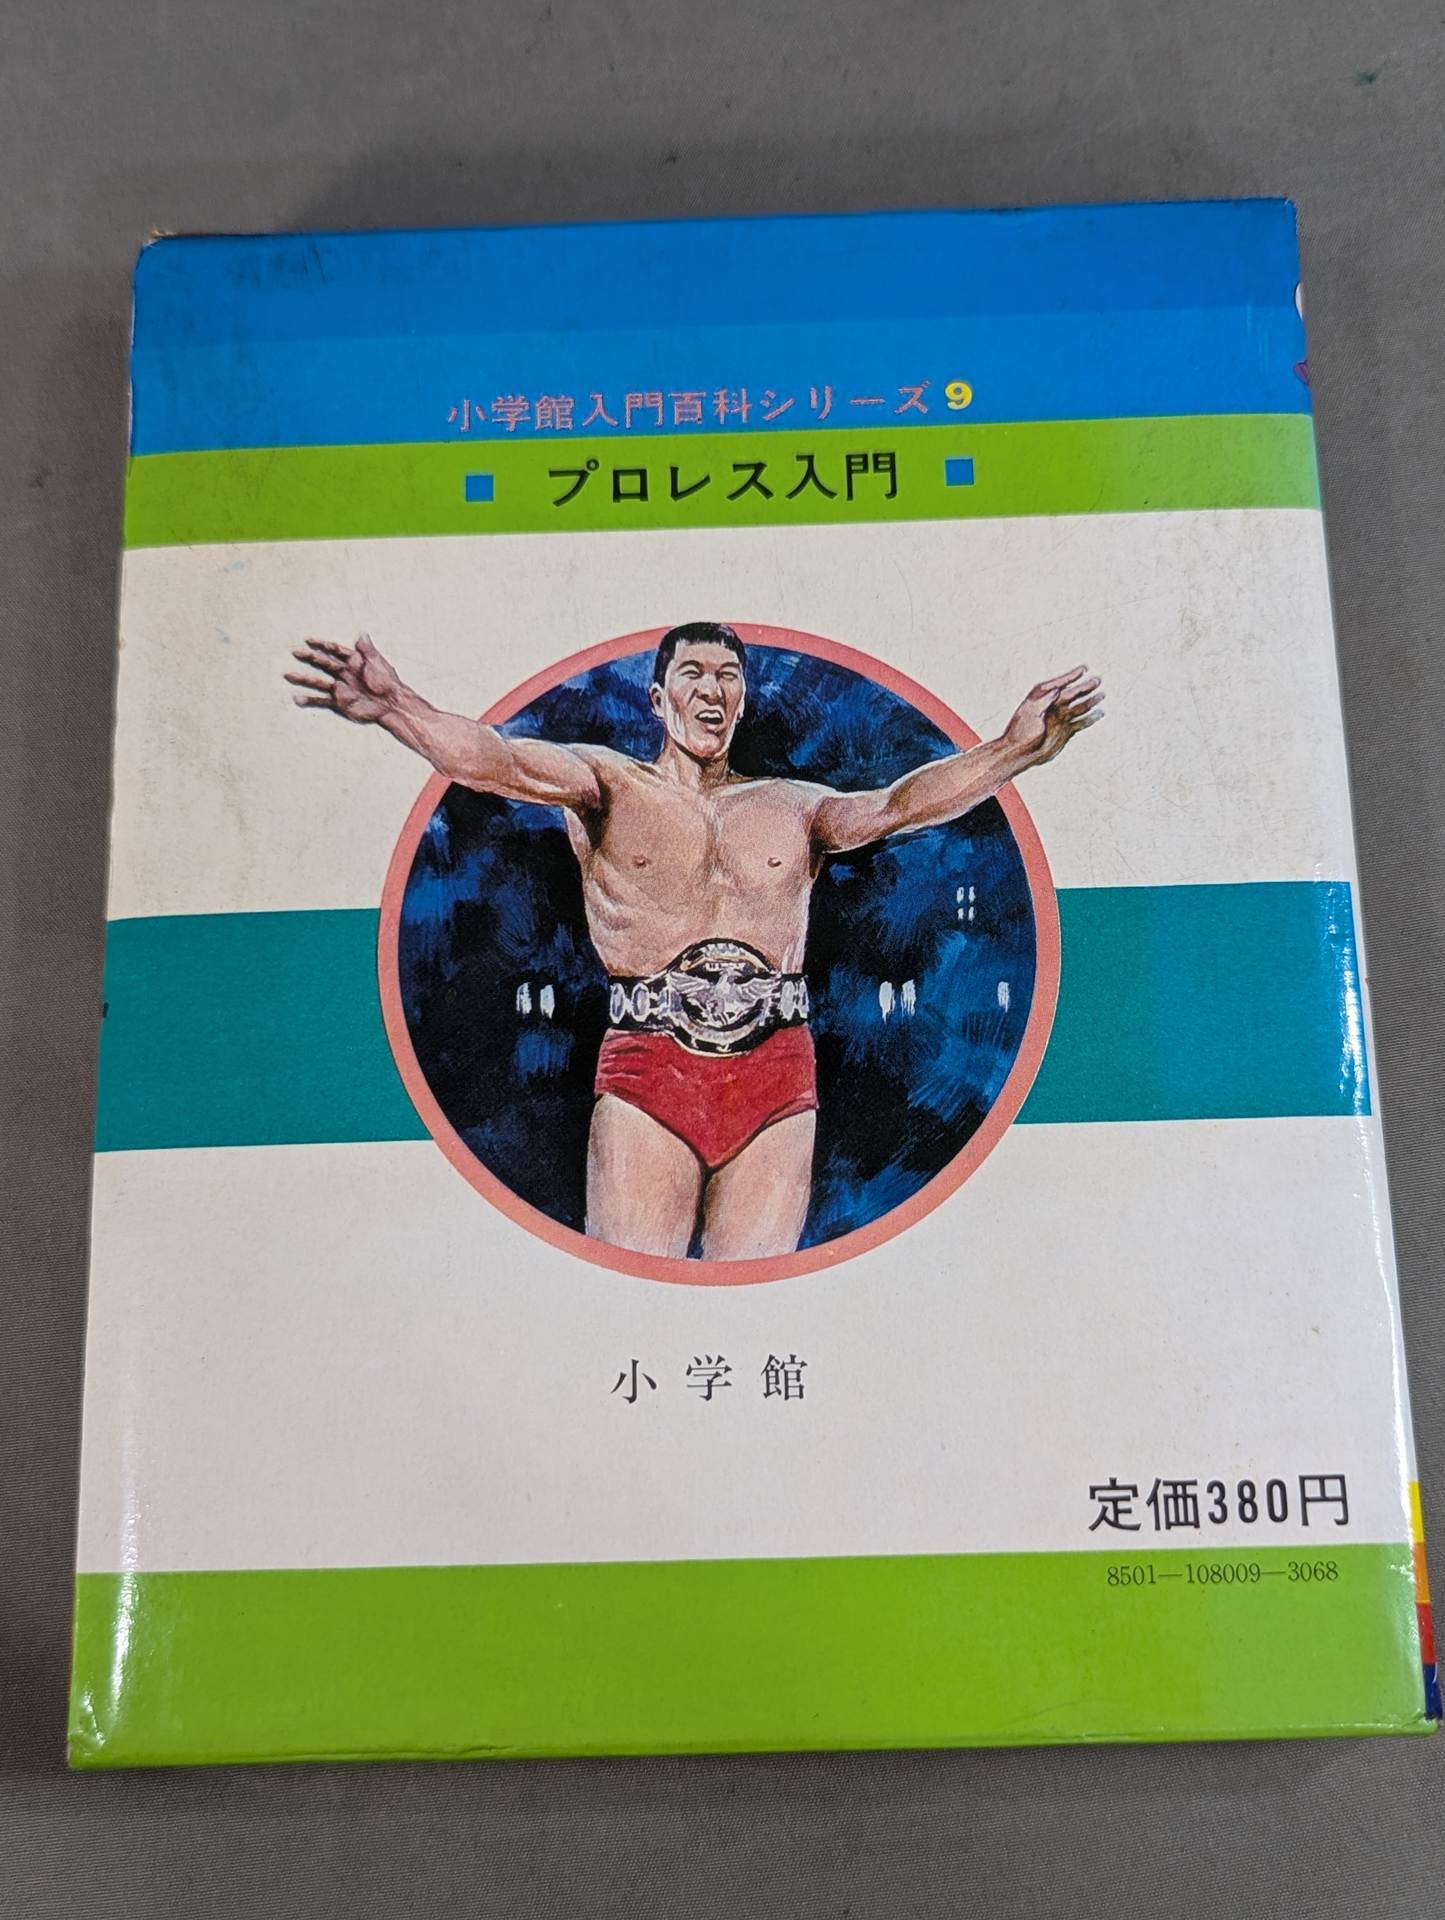 小学館入門百科シリーズ9
■ プロレス入門 ■
小学館
定価380円
8501—108009—3068